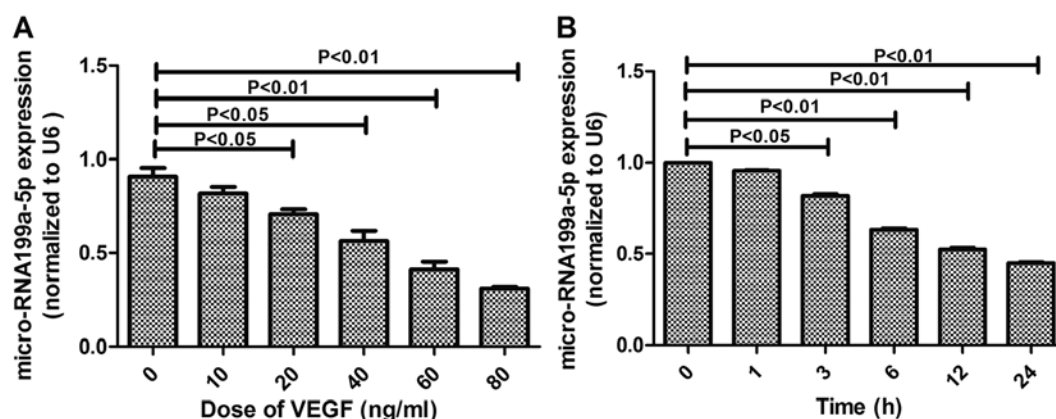 A
micro-RNA199a-5p expression
(normalized to U6 )
P<0.01
P<0.01
P<0.05
P<0.05
1.5
1.0
0.5
0.0
0 10 20 40 60 80
Dose of VEGF (ng/ml)
B
micro-RNA199a-5p expression
(normalized to U6)
P<0.01
P<0.01
P<0.01
P<0.05
1.5
1.0
0.5
0.0
0 1 3 6 12 24
Time (h)